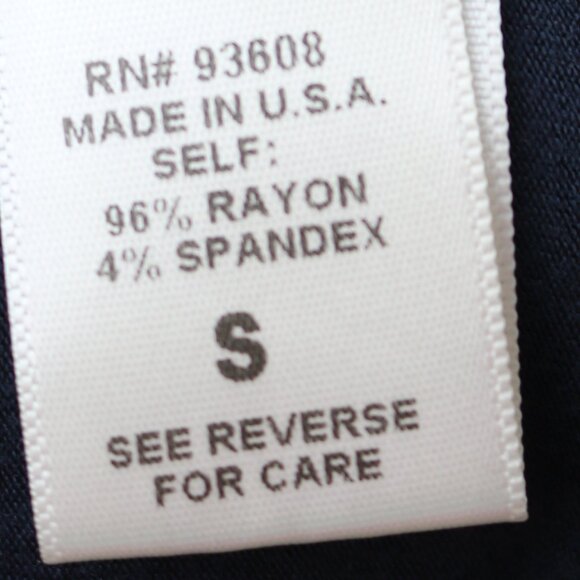 RN# 93608
MADE IN U.S.A.
SELF:
96% RAYON
4% SPANDEX
S
SEE REVERSE
FOR CARE